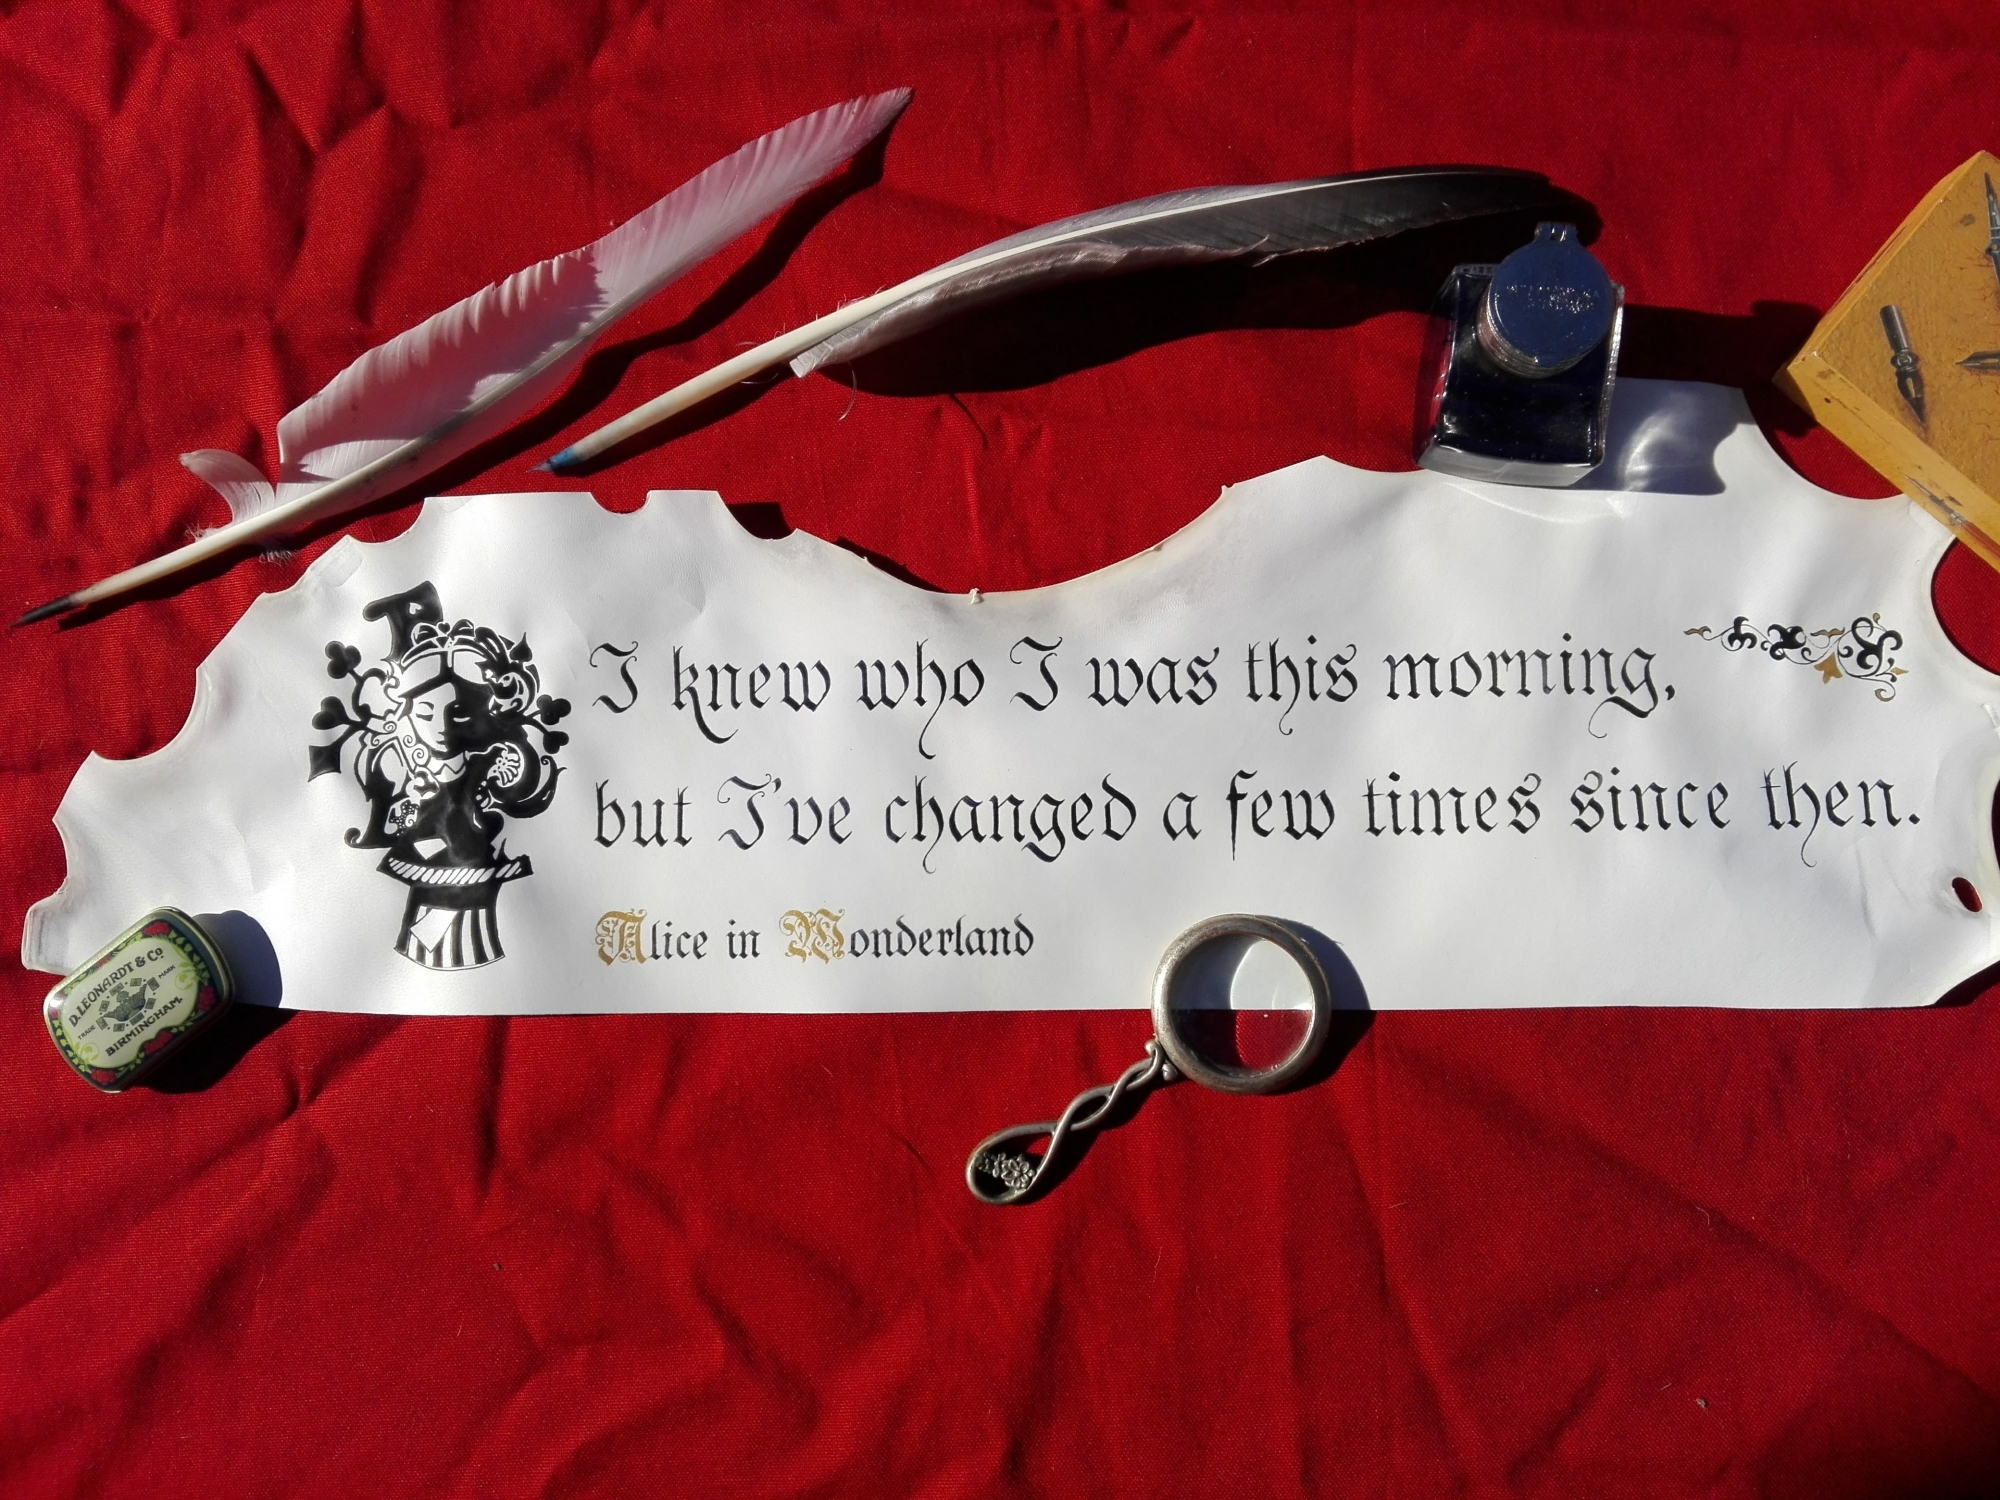 I knew who I was this morning,
but I've changed a few times since then.
Alice in Wonderland
D. LEONARDT & Co
TRADE MARK
BIRMINGHAM.